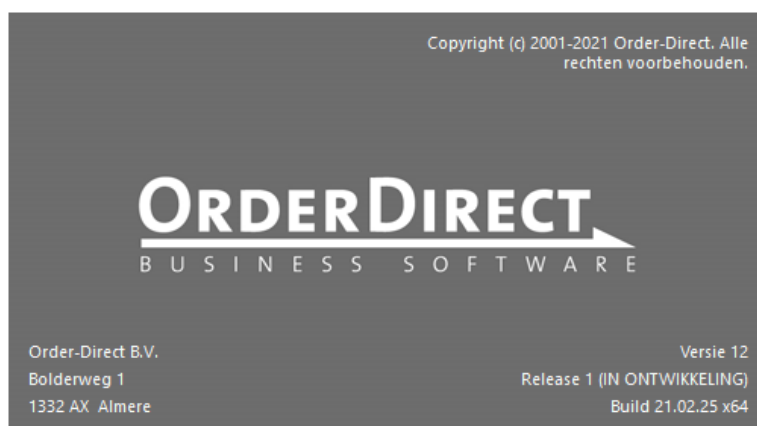 Copyright (c) 2001-2021 Order-Direct. Alle
rechten voorbehouden.
ORDERDIRECT
BUSINESS SOFTWARE
Order-Direct B.V.
Versie 12
Bolderweg 1
Release 1 (IN ONTWIKKELING)
1332 AX Almere
Build 21.02.25 x64